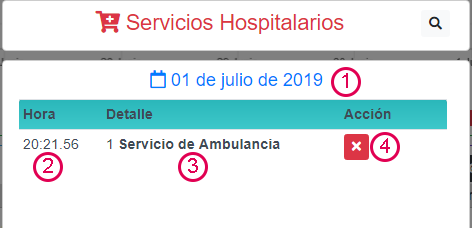 Servicios Hospitalarios
01 de julio de 2019 1
Hora Detalle Acción
20:21.56 1 Servicio de Ambulancia
2 3 4